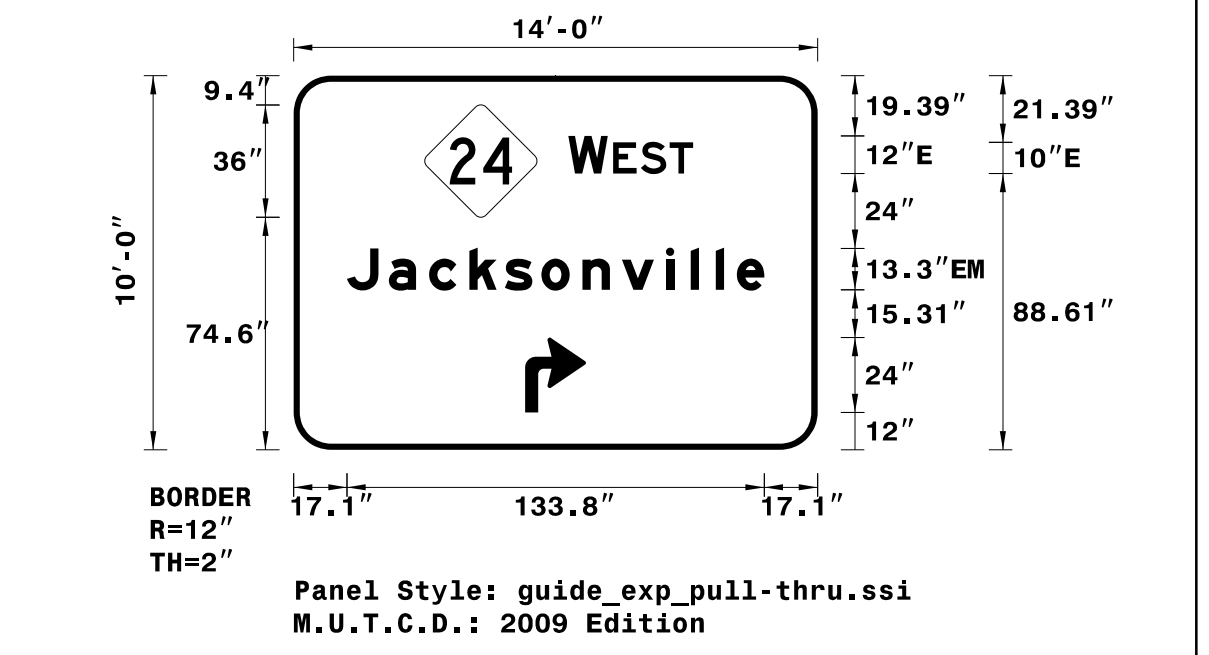 14'-0"
9.4"
36"
74.6"
10'-0"
24 WEST
Jacksonville
19.39"
12"E
24"
13.3"EM
15.31"
24"
12"
21.39"
10"E
88.61"
17.1" 133.8" 17.1"
BORDER
R=12"
TH=2"
Panel Style: guide_exp_pull-thru.ssi
M.U.T.C.D.: 2009 Edition